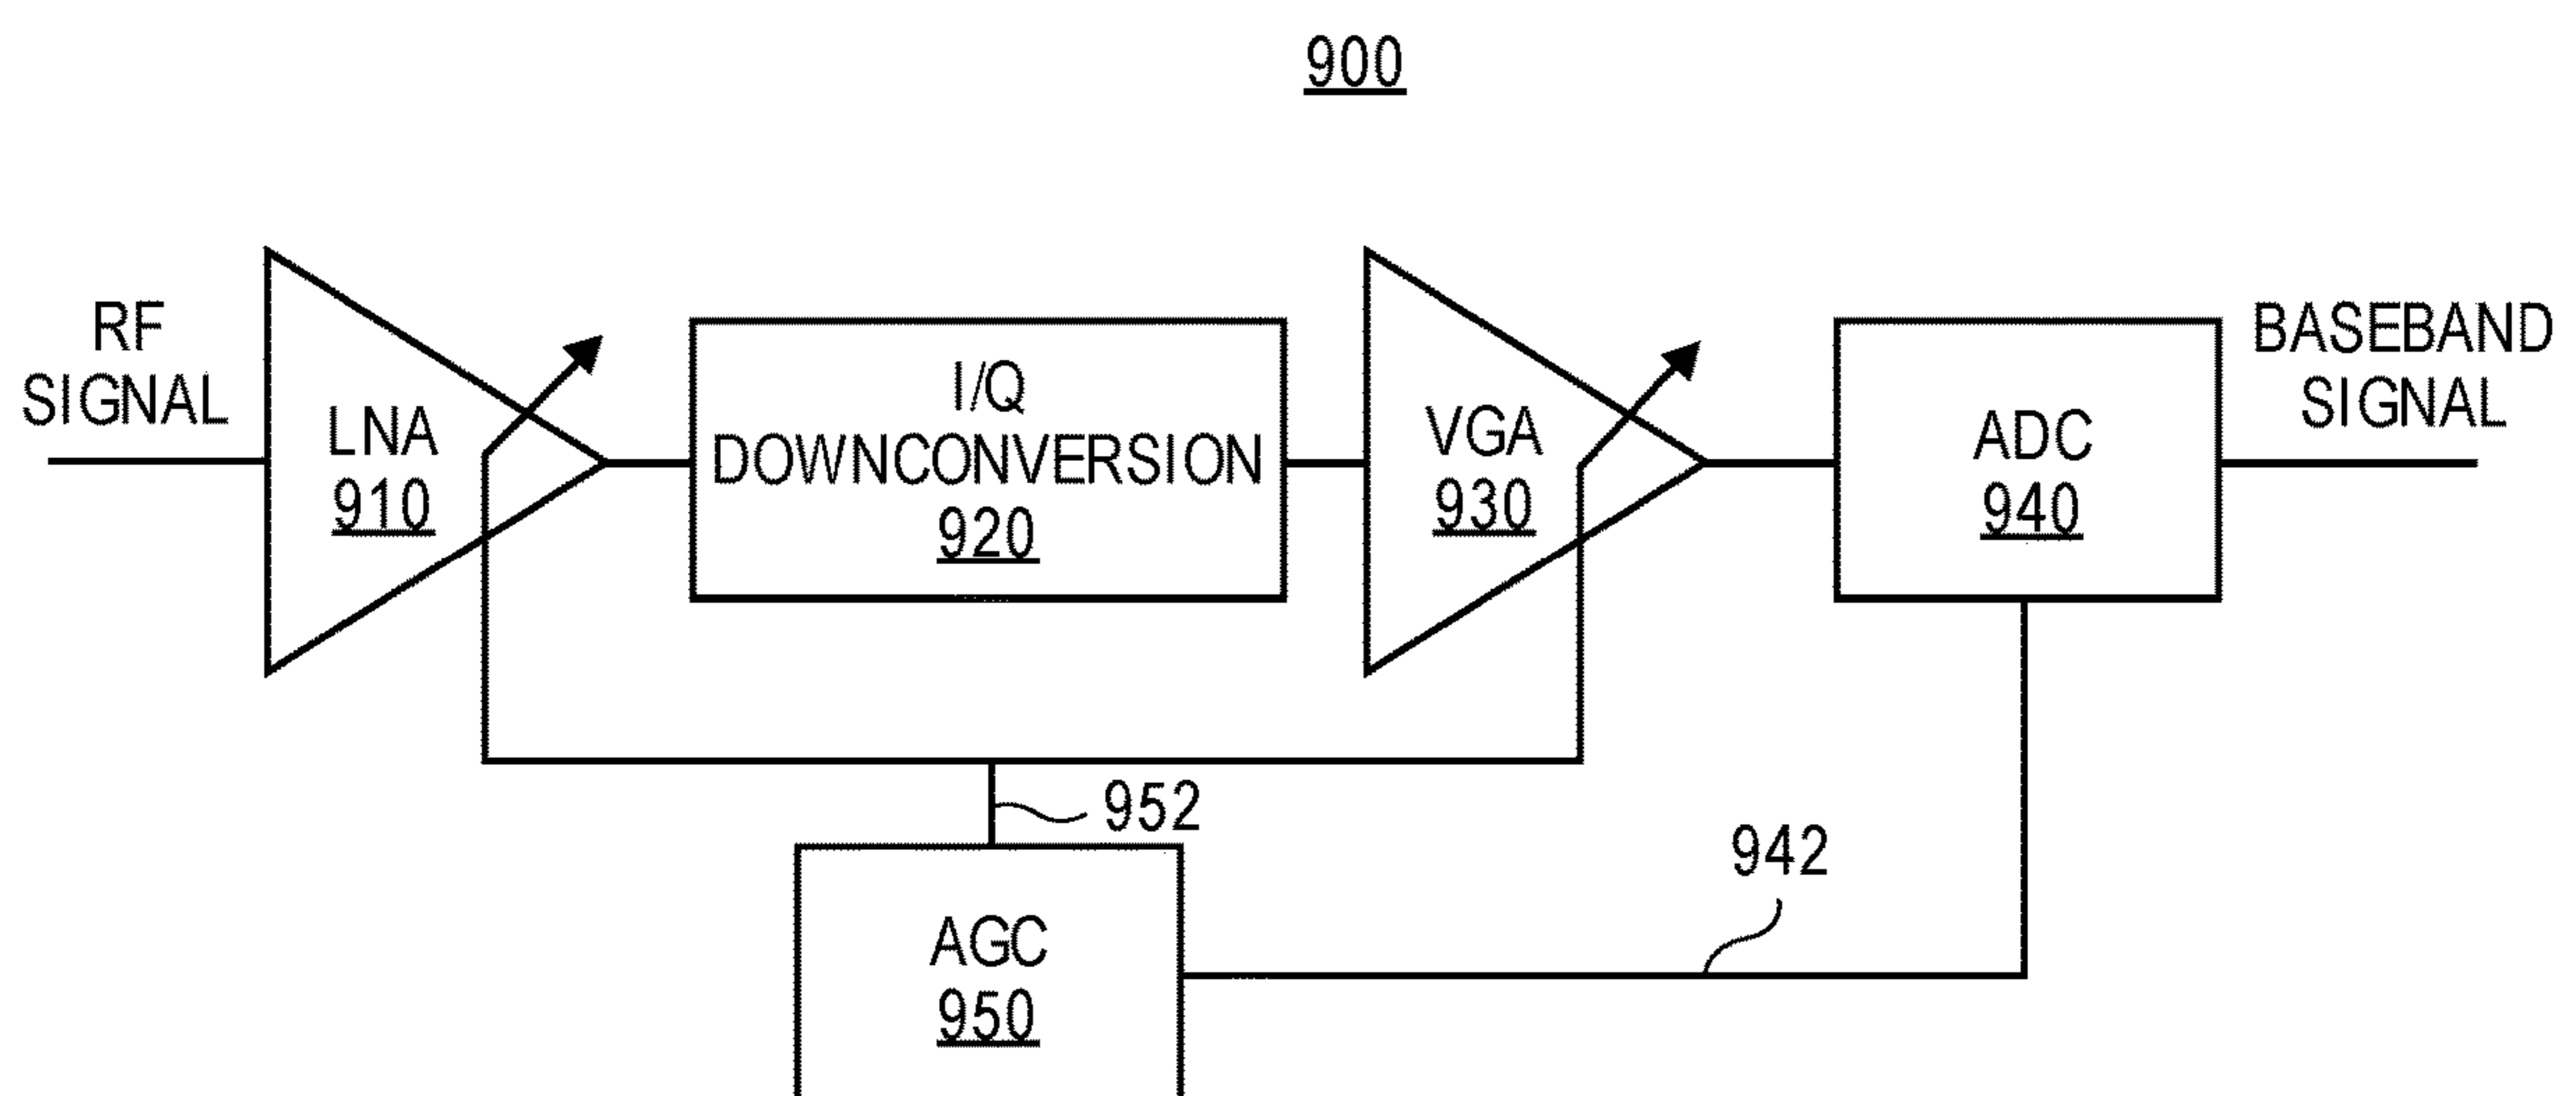 900
RF
SIGNAL
LNA
910
I/Q
DOWNCONVERSION
920
VGA
930
ADC
940
BASEBAND
SIGNAL
952
942
AGC
950